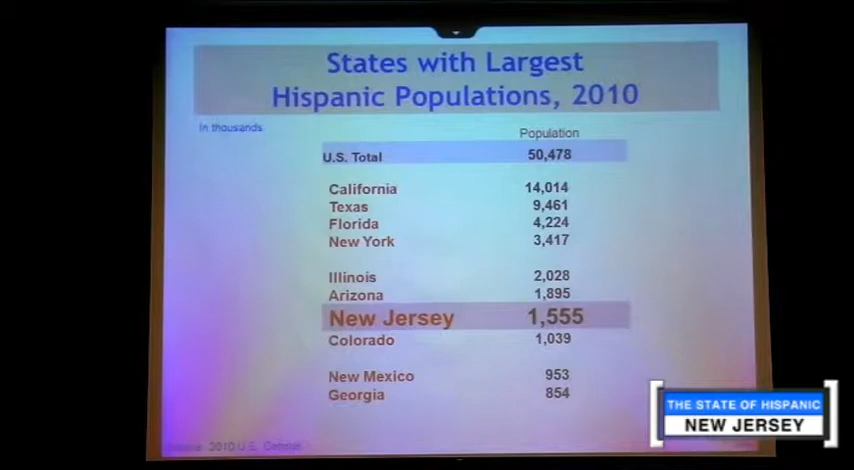 States with Largest
Hispanic Populations, 2010
In thousands
Population
U.S. Total 50,478
California 14,014
Texas 9,461
Florida 4,224
New York 3,417
Illinois 2,028
Arizona 1,895
New Jersey 1,555
Colorado 1,039
New Mexico 953
Georgia 854
2010 U.S. Census
THE STATE OF HISPANIC
NEW JERSEY